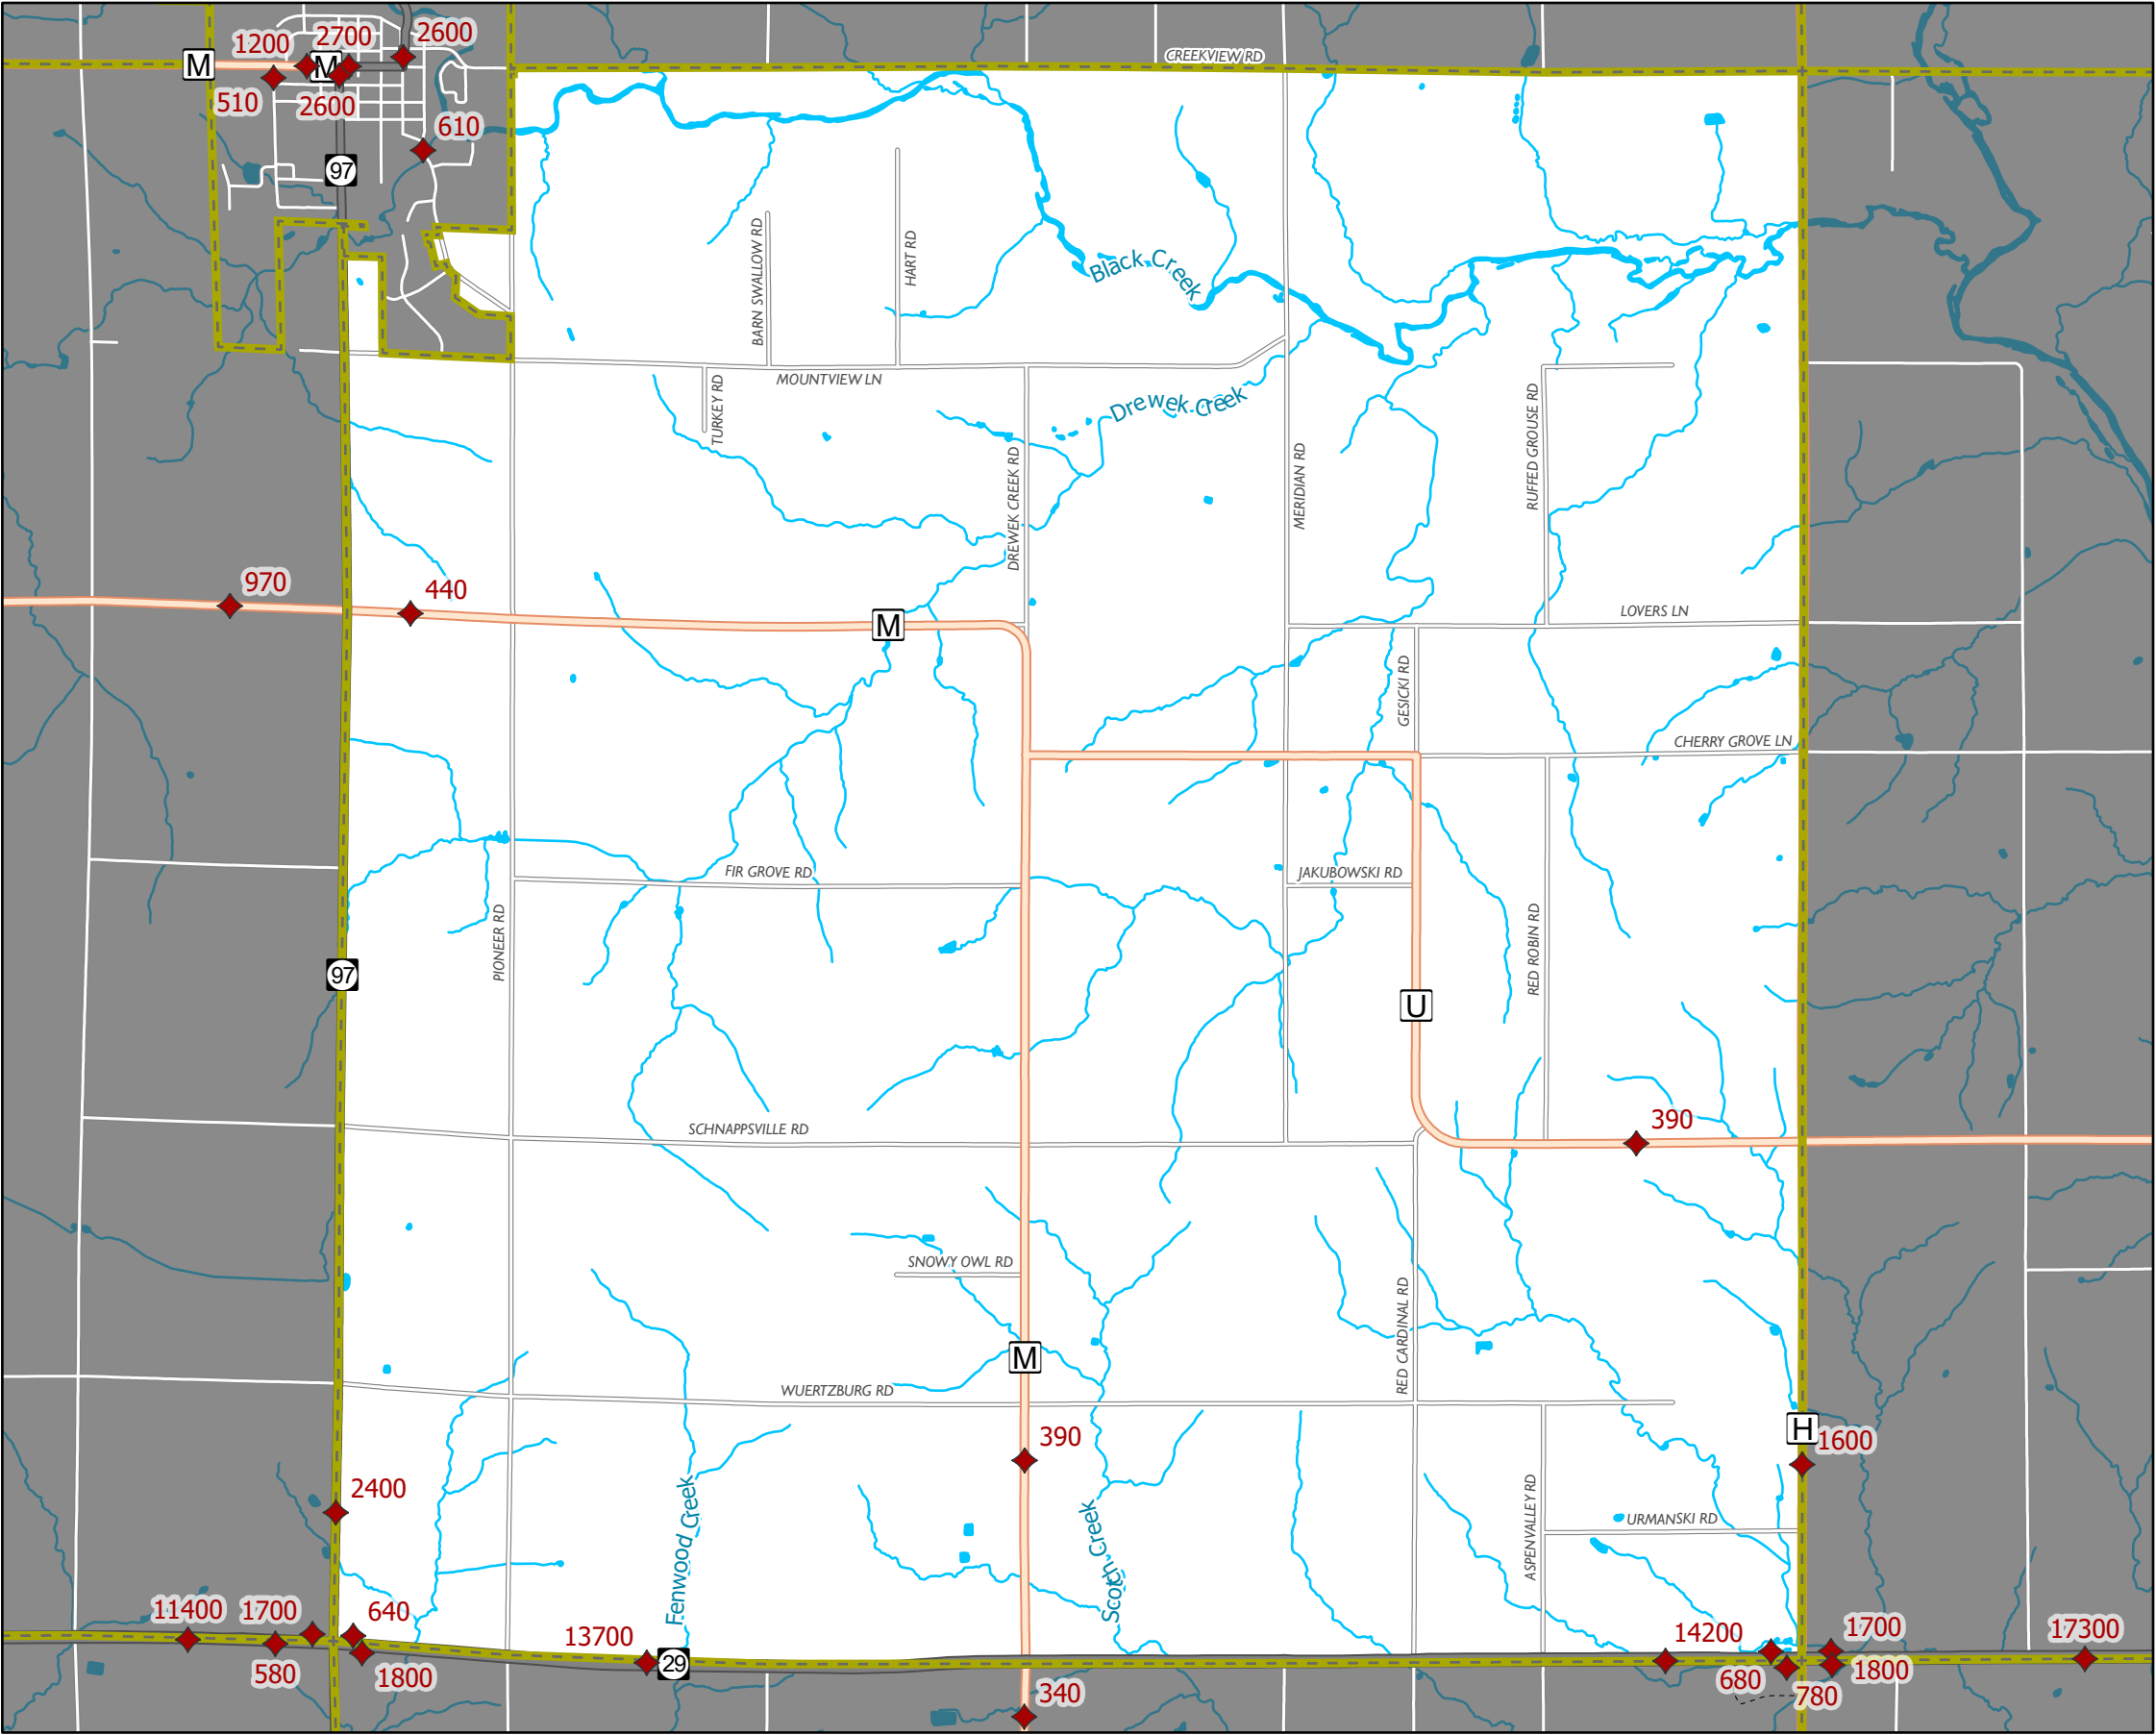 2600
1200
2700
CREEKVIEW RD
M
M
510
2600
610
97
BARN SWALLOW RD
HART RD
Black Creek
MOUNTVIEW LN
TURKEY RD
Drewek Creek
RUFFED GROUSE RD
DREWEK CREEK RD
MERIDIAN RD
970
440
M
LOVERS LN
GESICKI RD
CHERRY GROVE LN
FIR GROVE RD
JAKUBOWSKI RD
PIONEER RD
RED ROBIN RD
97
U
390
SCHNAPPSVILLE RD
SNOWY OWL RD
RED CARDINAL RD
M
WUERTZBURG RD
H
390
1600
2400
Fenwood Creek
Scotch Creek
ASPEN VALLEY RD
URMANSKI RD
11400
1700
640
13700
14200
1700
17300
29
580
1800
680
1800
340
780